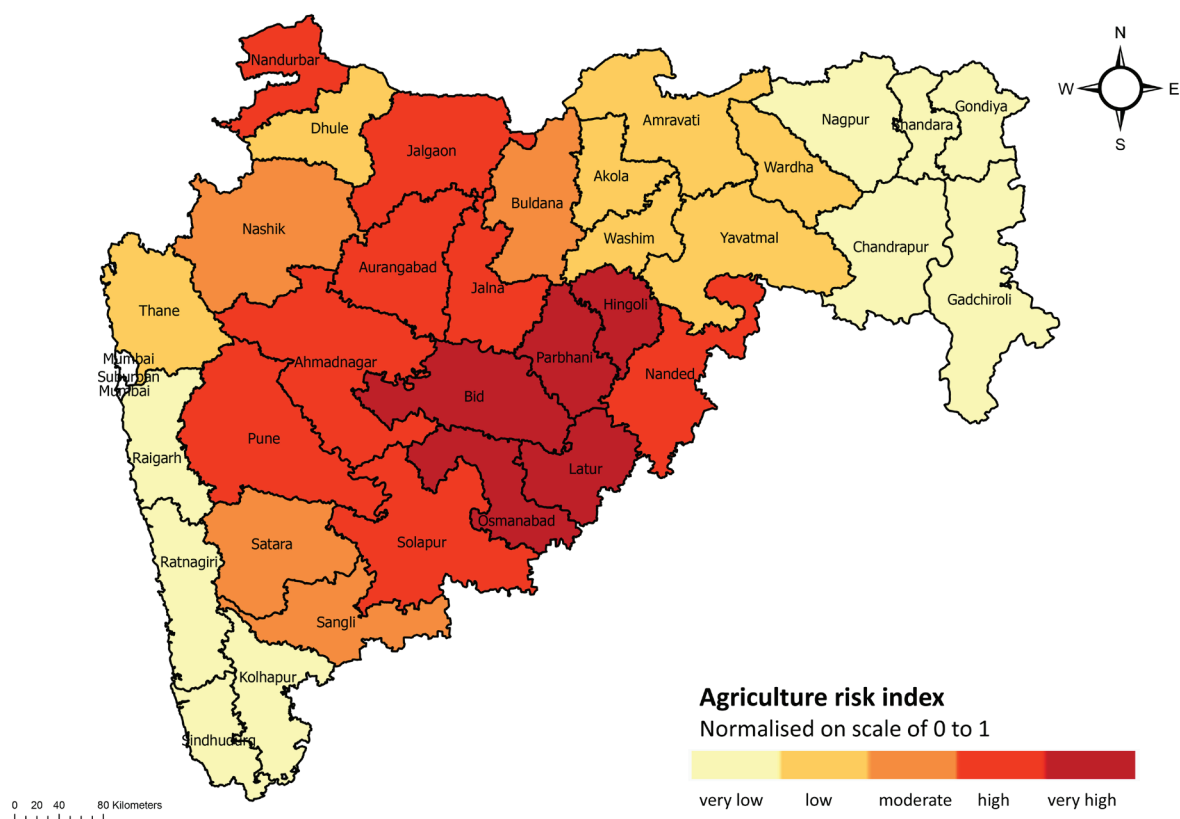 N
W E
S
Nandurbar
Dhule
Jalgaon
Buldana
Akola
Amravati
Wardha
Nagpur
Bhandara
Gondiya
Nashik
Aurangabad
Jalna
Washim
Yavatmal
Chandrapur
Gadchiroli
Thane
Mumbai
Suburban
Mumbai
Ahmadnagar
Hingoli
Parbhani
Nanded
Bid
Pune
Raigarh
Latur
Osmanabad
Solapur
Satara
Ratnagiri
Sangli
Kolhapur
Sindhudurg
Agriculture risk index
Normalised on scale of 0 to 1
very low low moderate high very high
0 20 40 80 Kilometers